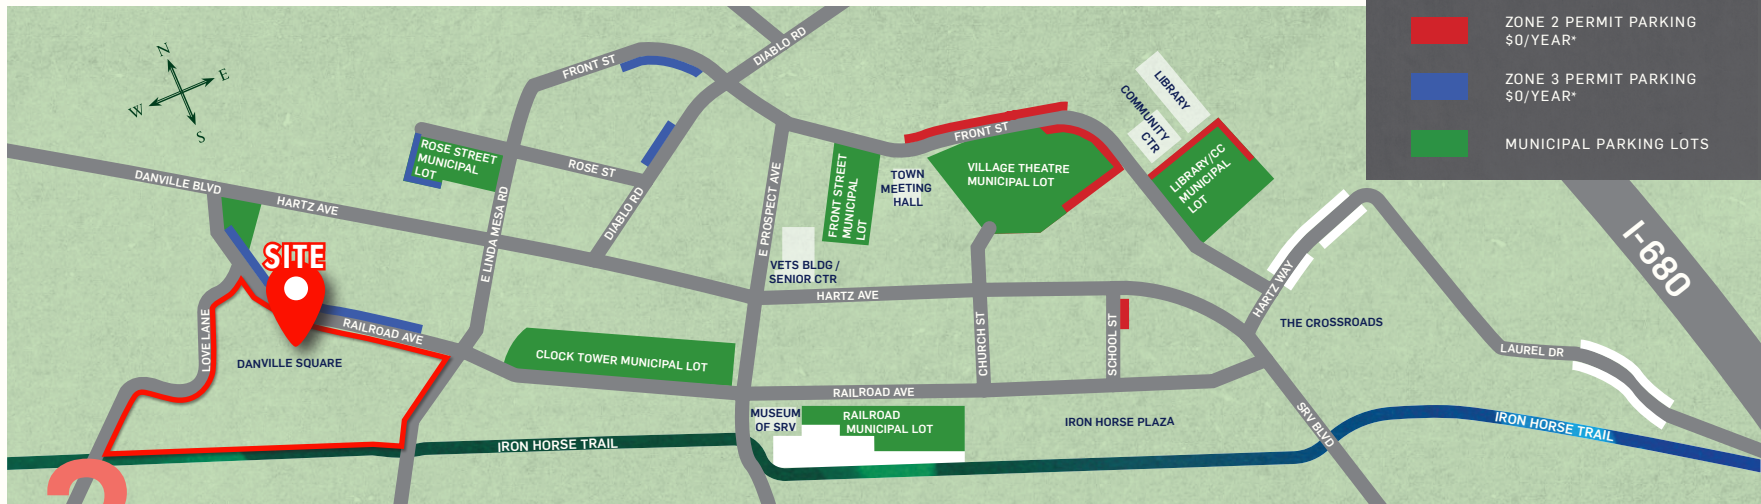 ZONE 2 PERMIT PARKING
$0/YEAR*
ZONE 3 PERMIT PARKING
$0/YEAR*
MUNICIPAL PARKING LOTS
N
E
W
S
DIABLO RD
FRONT ST
LIBRARY
COMMUNITY
CTR
FRONT ST
ROSE STREET
MUNICIPAL
LOT
ROSE ST
VILLAGE THEATRE
MUNICIPAL LOT
LIBRARY/CC
MUNICIPAL
LOT
TOWN
MEETING
HALL
FRONT STREET
MUNICIPAL
LOT
DANVILLE BLVD
HARTZ AVE
E LINDA MESA RD
DIABLO RD
E PROSPECT AVE
I-680
SITE
VETS BLDG /
SENIOR CTR
HARTZ AVE
HARTZ WAY
THE CROSSROADS
LOVE LANE
RAILROAD AVE
DANVILLE SQUARE
CLOCK TOWER MUNICIPAL LOT
CHURCH ST
SCHOOL ST
LAUREL DR
RAILROAD AVE
MUSEUM
OF SRV
RAILROAD
MUNICIPAL LOT
IRON HORSE PLAZA
SRV BLVD
IRON HORSE TRAIL
IRON HORSE TRAIL